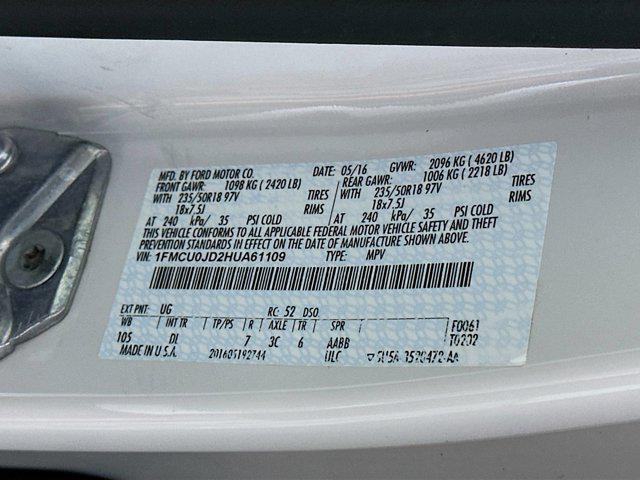 MFD. BY FORD MOTOR CO. DATE: 05/16 GVWR: 2096 KG ( 4620 LB)
FRONT GAWR: 1098 KG ( 2420 LB) REAR GAWR: 1006 KG ( 2218 LB)
WITH 235/50R18 97V TIRES WITH 235/50R18 97V TIRES
18x7.5J RIMS 18x7.5J RIMS
AT 240 kPa/ 35 PSI COLD AT 240 kPa/ 35 PSI COLD
THIS VEHICLE CONFORMS TO ALL APPLICABLE FEDERAL MOTOR VEHICLE SAFETY AND THEFT
PREVENTION STANDARDS IN EFFECT ON THE DATE OF MANUFACTURE SHOWN ABOVE.
VIN: 1FMCU0JD2HUA61109 TYPE: MPV
EXT PNT: UG RC: 52 DSO:
WB INT TR TP/PS R AXLE TR SPR F0061
105 DL 7 3C 6 AABB T0202
MADE IN U.S.A. 201605192744 ULC